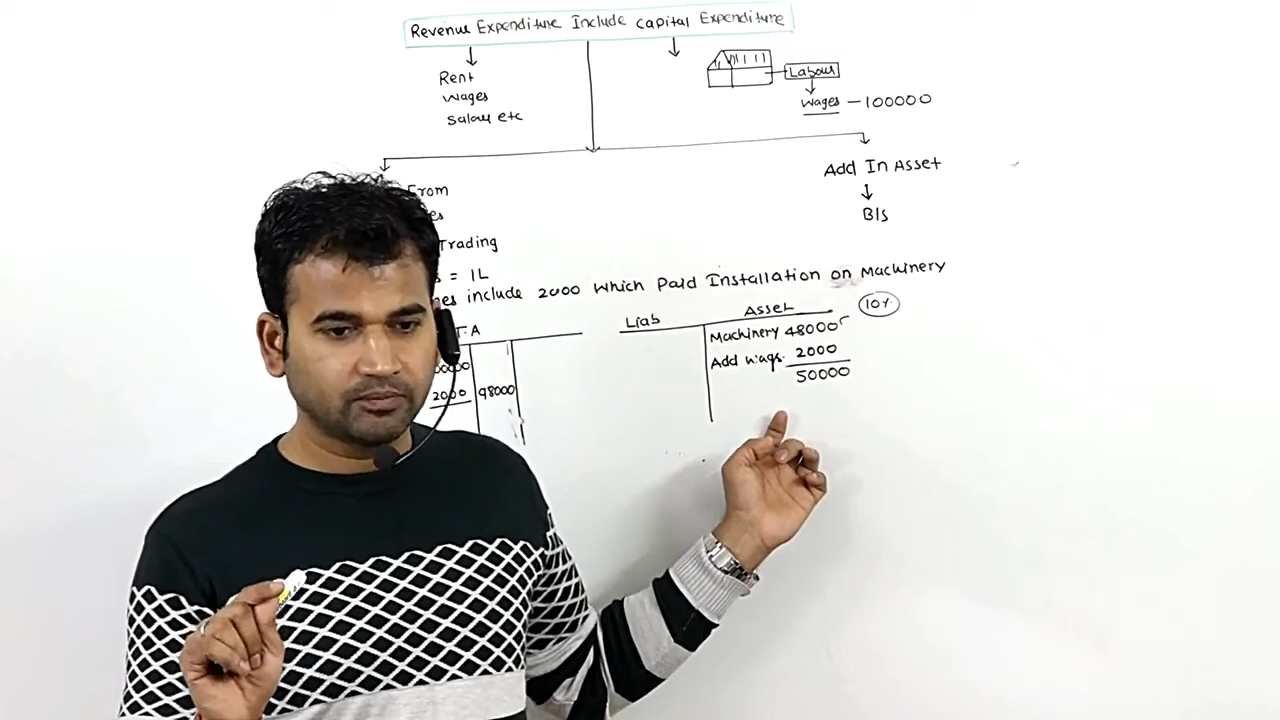 Revenue Expenditure Include Capital Expenditure
Rent
wages
salary etc
Labour
wages - 100000
Add In Asset
B/s
From
Trading
= 1L
include 2000 which Paid Installation on Machinery
10%
T.A
Liab
Asset
Machinery 48000
Add wags. 2000
50000
2000
98000